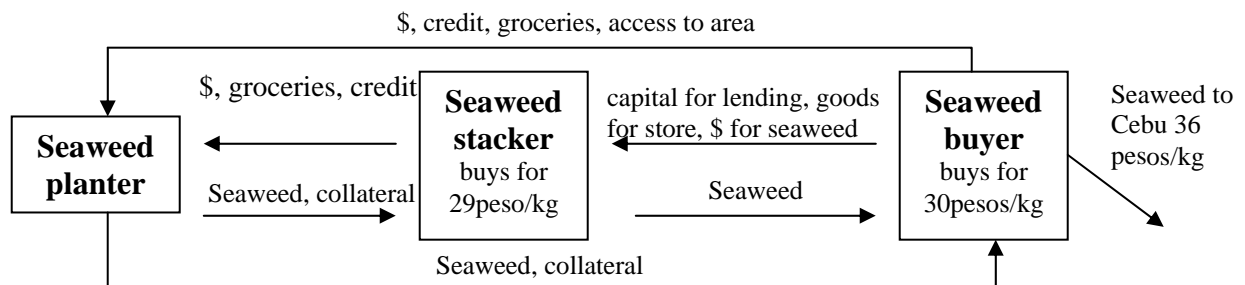 $, credit, groceries, access to area
$, groceries, credit
Seaweed
planter
Seaweed, collateral
Seaweed
stacker
buys for
29peso/kg
capital for lending, goods
for store, $ for seaweed
Seaweed
Seaweed
buyer
buys for
30pesos/kg
Seaweed to
Cebu 36
pesos/kg
Seaweed, collateral